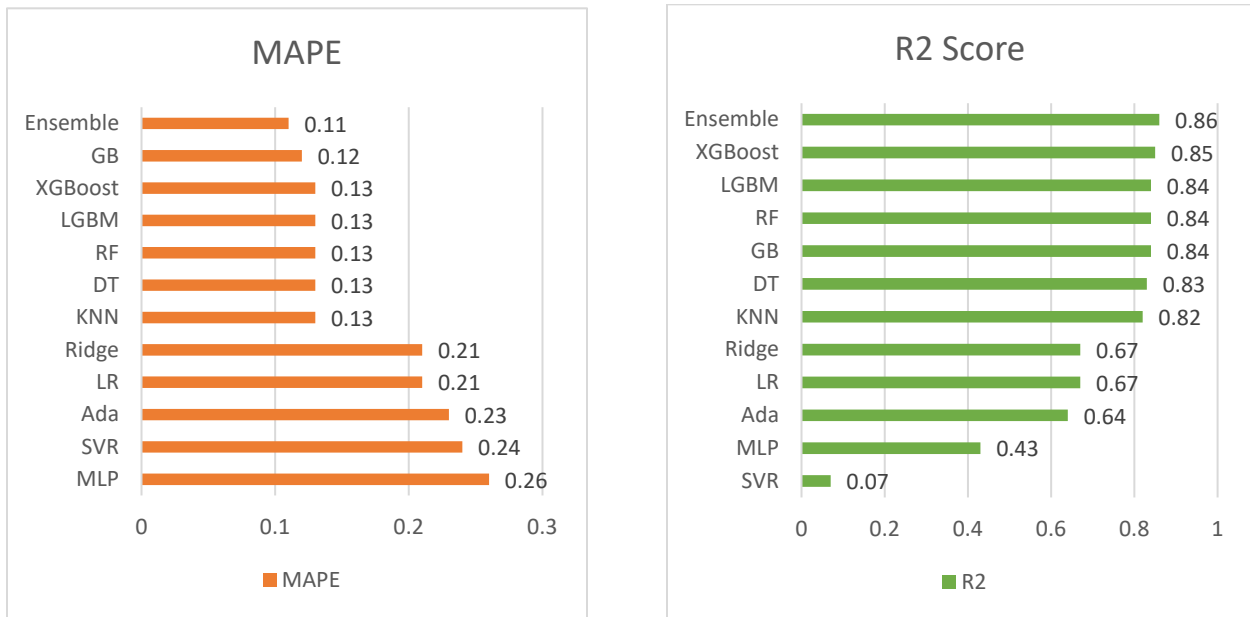 MAPE
Ensemble 0.11
GB 0.12
XGBoost 0.13
LGBM 0.13
RF 0.13
DT 0.13
KNN 0.13
Ridge 0.21
LR 0.21
Ada 0.23
SVR 0.24
MLP 0.26
0 0.1 0.2 0.3
MAPE
R2 Score
Ensemble 0.86
XGBoost 0.85
LGBM 0.84
RF 0.84
GB 0.84
DT 0.83
KNN 0.82
Ridge 0.67
LR 0.67
Ada 0.64
MLP 0.43
SVR 0.07
0 0.2 0.4 0.6 0.8 1
R2